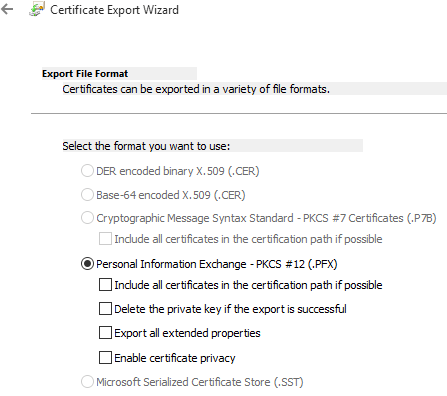 Certificate Export Wizard
Export File Format
Certificates can be exported in a variety of file formats.
Select the format you want to use:
DER encoded binary X.509 (.CER)
Base-64 encoded X.509 (.CER)
Cryptographic Message Syntax Standard - PKCS #7 Certificates (.P7B)
Include all certificates in the certification path if possible
Personal Information Exchange - PKCS #12 (.PFX)
Include all certificates in the certification path if possible
Delete the private key if the export is successful
Export all extended properties
Enable certificate privacy
Microsoft Serialized Certificate Store (.SST)